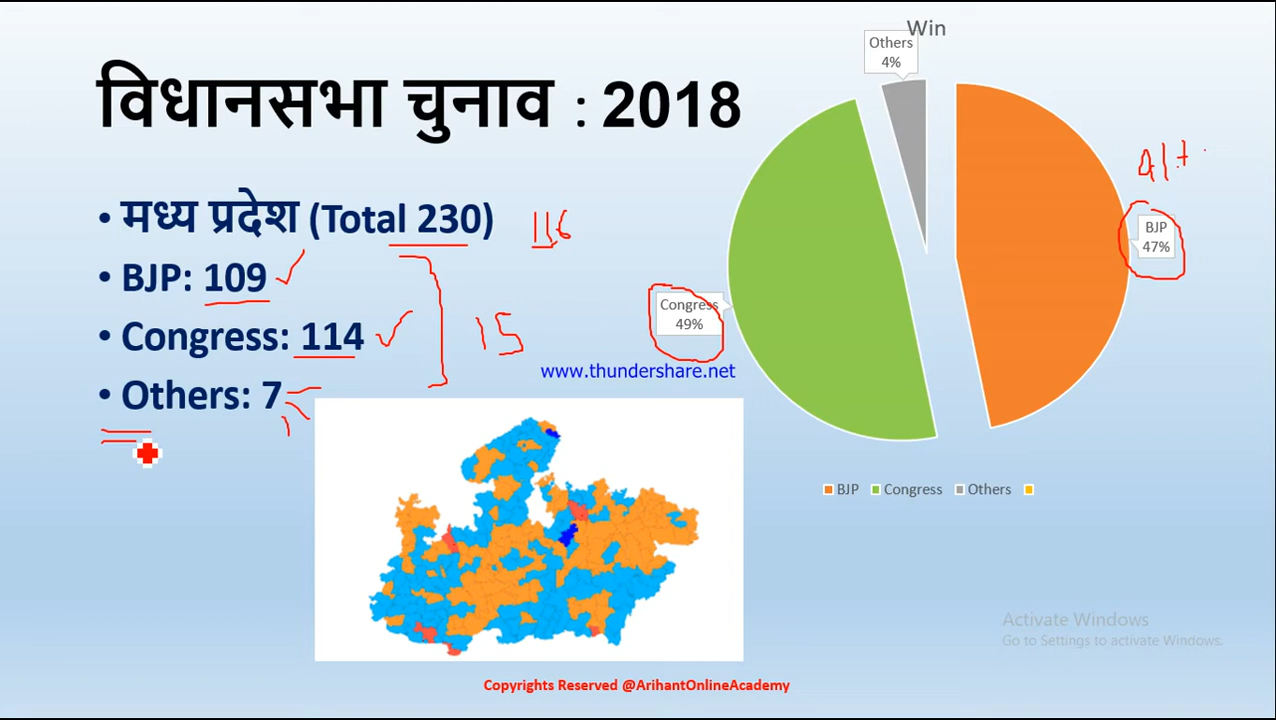 विधानसभा चुनाव : 2018
• मध्य प्रदेश (Total 230)
116
• BJP: 109
• Congress: 114
15
• Others: 7
www.thundershare.net
Win
Others
4%
BJP
47%
Congress
49%
BJP Congress Others
Activate Windows
Go to Settings to activate Windows.
Copyrights Reserved @ArihantOnlineAcademy